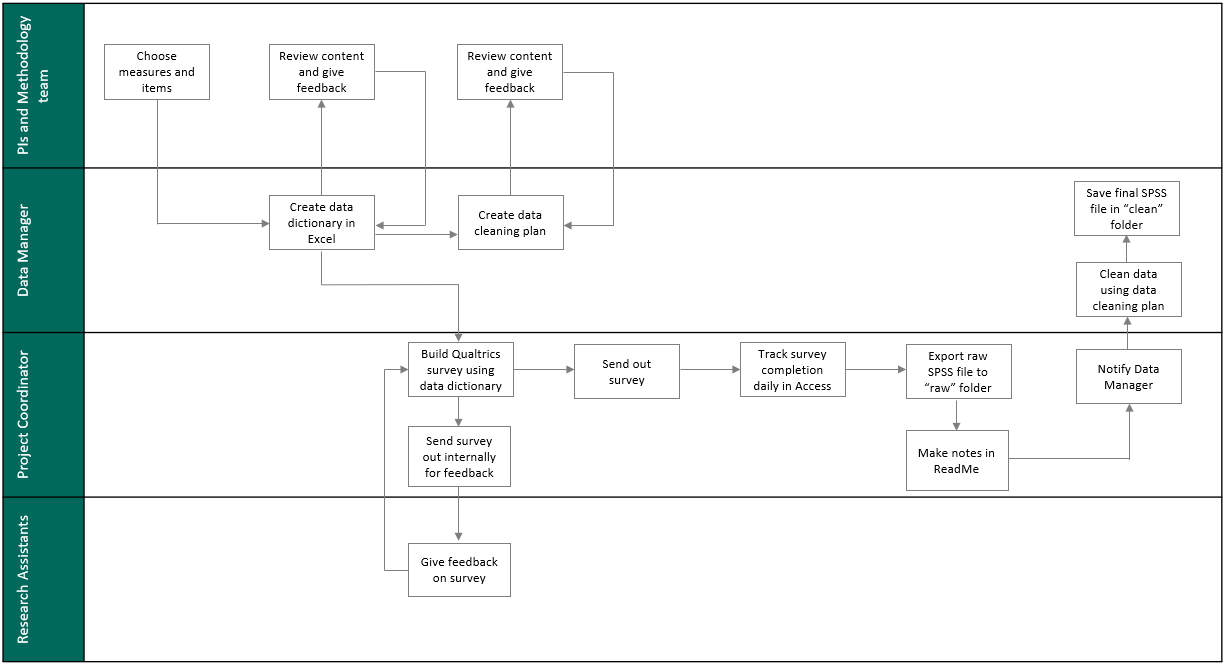 PIs and Methodology
team
Choose
measures and
items
Review content
and give
feedback
Review content
and give
feedback
Data Manager
Create data
dictionary in
Excel
Create data
cleaning plan
Save final SPSS
file in “clean”
folder
Clean data
using data
cleaning plan
Project Coordinator
Build Qualtrics
survey using
data dictionary
Send out
survey
Track survey
completion
daily in Access
Export raw
SPSS file to
“raw” folder
Notify Data
Manager
Send survey
out internally
for feedback
Make notes in
ReadMe
Research Assistants
Give feedback
on survey